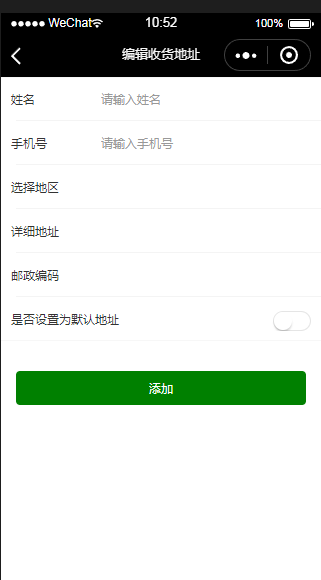 WeChat 10:52 100%
编辑收货地址
姓名 请输入姓名
手机号 请输入手机号
选择地区
详细地址
邮政编码
是否设置为默认地址
添加